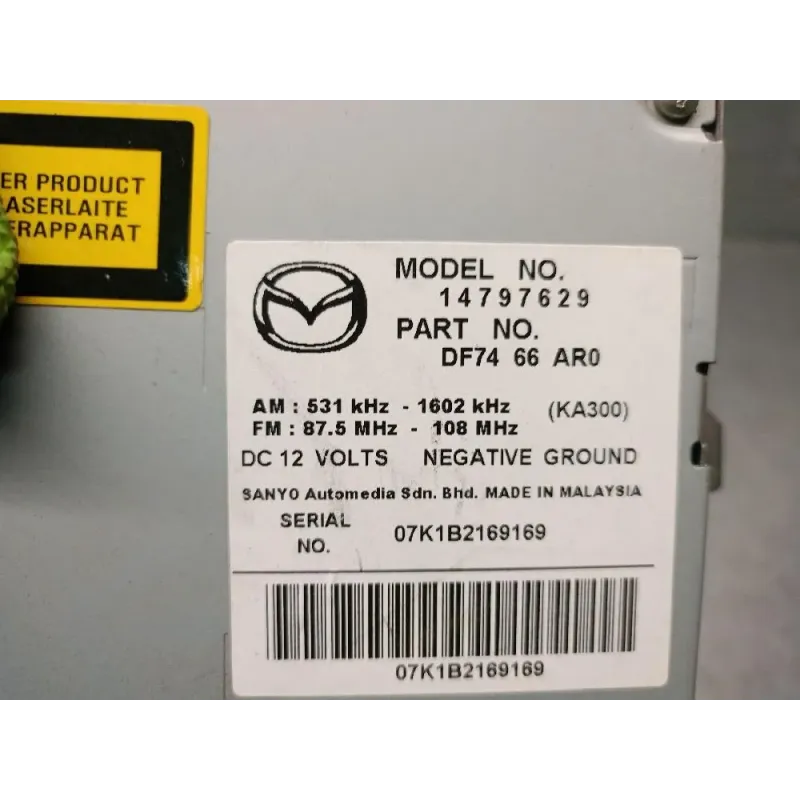 ER PRODUCT
ASERLAITE
ERAPPARAT
MODEL NO.
14797629
PART NO.
DF74 66 AR0
AM : 531 kHz - 1602 kHz (KA300)
FM : 87.5 MHz - 108 MHz
DC 12 VOLTS NEGATIVE GROUND
SANYO Automedia Sdn. Bhd. MADE IN MALAYSIA
SERIAL
NO.
07K1B2169169
07K1B2169169